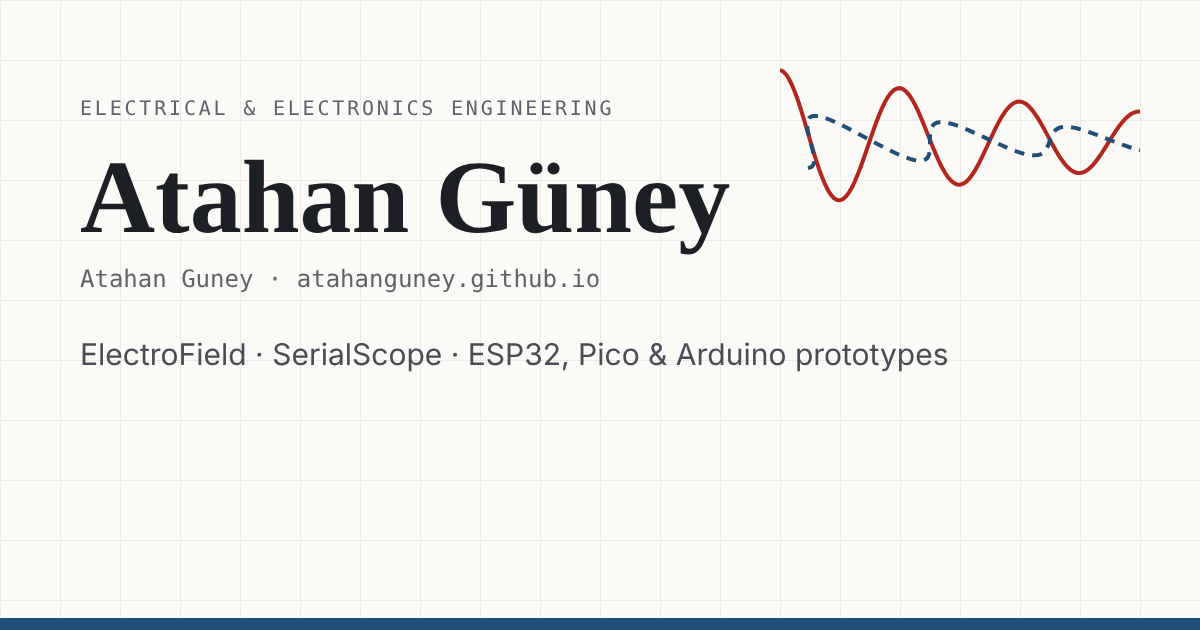 ELECTRICAL & ELECTRONICS ENGINEERING
Atahan Güney
Atahan Guney · atahanguney.github.io
ElectroField · SerialScope · ESP32, Pico & Arduino prototypes